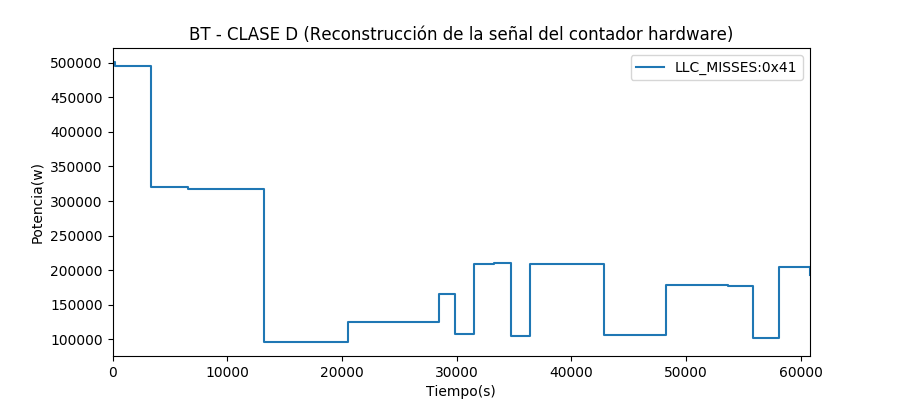 BT - CLASE D (Reconstrucción de la señal del contador hardware)
LLC_MISSES:0x41
500000
450000
400000
350000
300000
250000
200000
150000
100000
Potencia(w)
0 10000 20000 30000 40000 50000 60000
Tiempo(s)